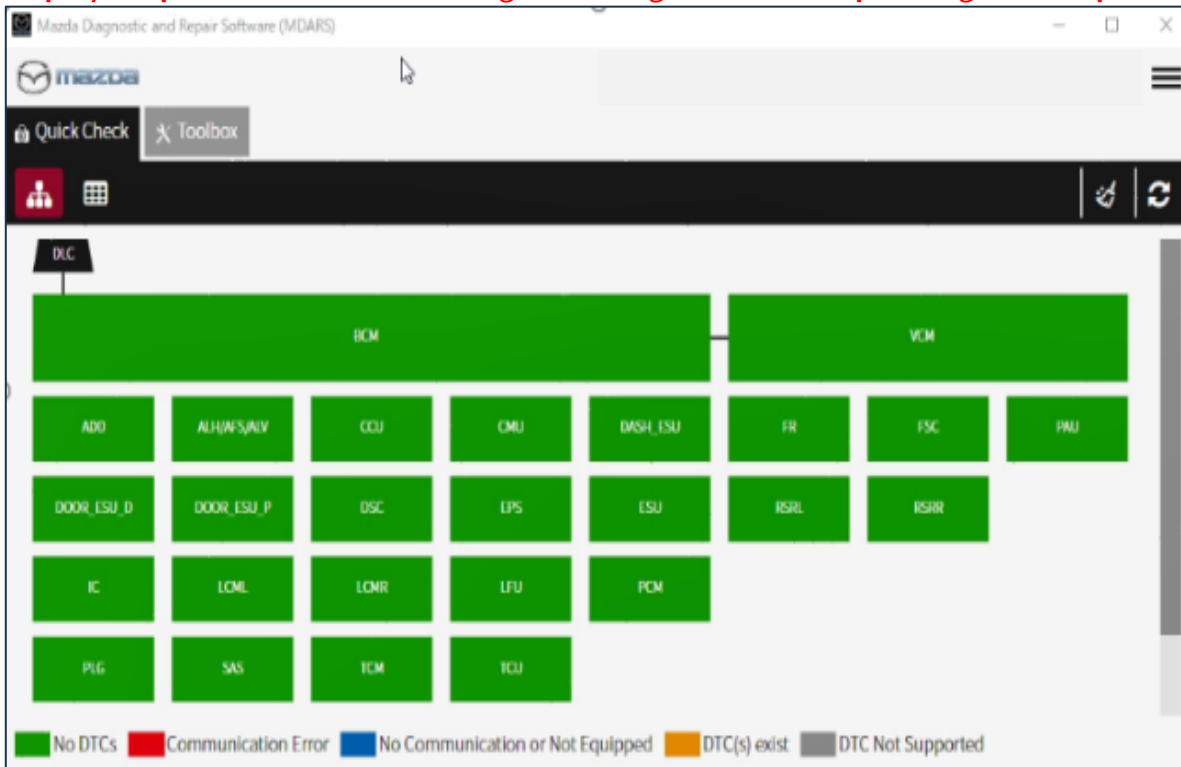 Mazda Diagnostic and Repair Software (MDARS)
mazda
Quick Check Toolbox
DLC
BCM VCM
ADD ALH/AFS/ALV CCU CMU DASH_ESU FR FSC PAU
DOOR_ESU_D DOOR_ESU_P DSC EPS ESU RSRL RSRR
IC LCML LCMR LFU PCM
PLG SAS TCM TCU
No DTCs Communication Error No Communication or Not Equipped DTC(s) exist DTC Not Supported